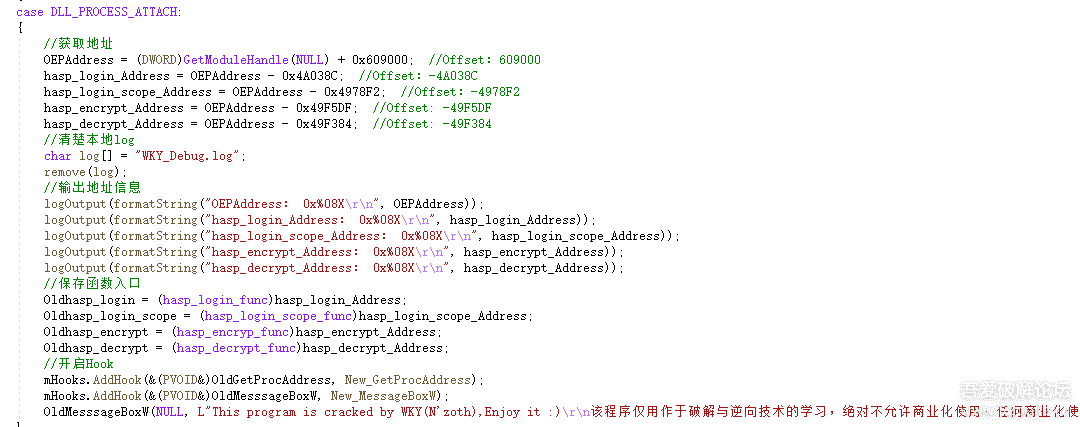 case DLL_PROCESS_ATTACH:
{
//获取地址
OEPAddress = (DWORD)GetModuleHandle(NULL) + 0x609000; //Offset：609000
hasp_login_Address = OEPAddress - 0x4A038C; //Offset：-4A038C
hasp_login_scope_Address = OEPAddress - 0x4978F2; //Offset：-4978F2
hasp_encrypt_Address = OEPAddress - 0x49F5DF; //Offset: -49F5DF
hasp_decrypt_Address = OEPAddress - 0x49F384; //Offset: -49F384
//清楚本地log
char log[] = "WKY_Debug.log";
remove(log);
//输出地址信息
logOutput(formatString("OEPAddress： 0x%08X\r\n", OEPAddress));
logOutput(formatString("hasp_login_Address： 0x%08X\r\n", hasp_login_Address));
logOutput(formatString("hasp_login_scope_Address： 0x%08X\r\n", hasp_login_scope_Address));
logOutput(formatString("hasp_encrypt_Address： 0x%08X\r\n", hasp_encrypt_Address));
logOutput(formatString("hasp_decrypt_Address： 0x%08X\r\n", hasp_decrypt_Address));
//保存函数入口
Oldhasp_login = (hasp_login_func)hasp_login_Address;
Oldhasp_login_scope = (hasp_login_scope_func)hasp_login_scope_Address;
Oldhasp_encrypt = (hasp_encryp_func)hasp_encrypt_Address;
Oldhasp_decrypt = (hasp_decrypt_func)hasp_decrypt_Address;
//开启Hook
mHooks.AddHook(&(PVOID&)OldGetProcAddress, New_GetProcAddress);
mHooks.AddHook(&(PVOID&)OldMesssageBoxW, New_MessageBoxW);
OldMesssageBoxW(NULL, L"This program is cracked by WKY(N'zoth),Enjoy it :)\r\n该程序仅用作于破解与逆向技术的学习，绝对不允许商业化使用，任何商业化使
吾爱破解论坛